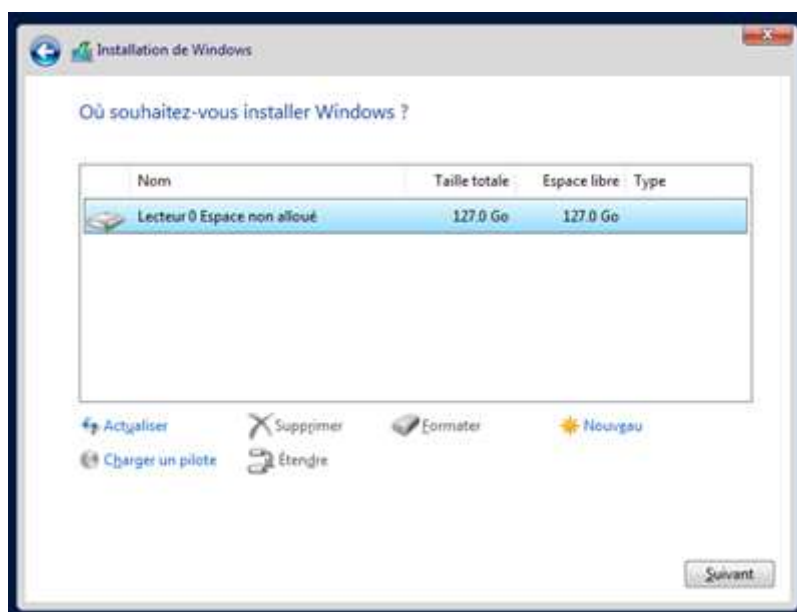 Installation de Windows
Où souhaitez-vous installer Windows ?
Nom Taille totale Espace libre Type
Lecteur 0 Espace non alloué 127.0 Go 127.0 Go
Actualiser Supprimer Formater Nouveau
Charger un pilote Étendre
Suivant